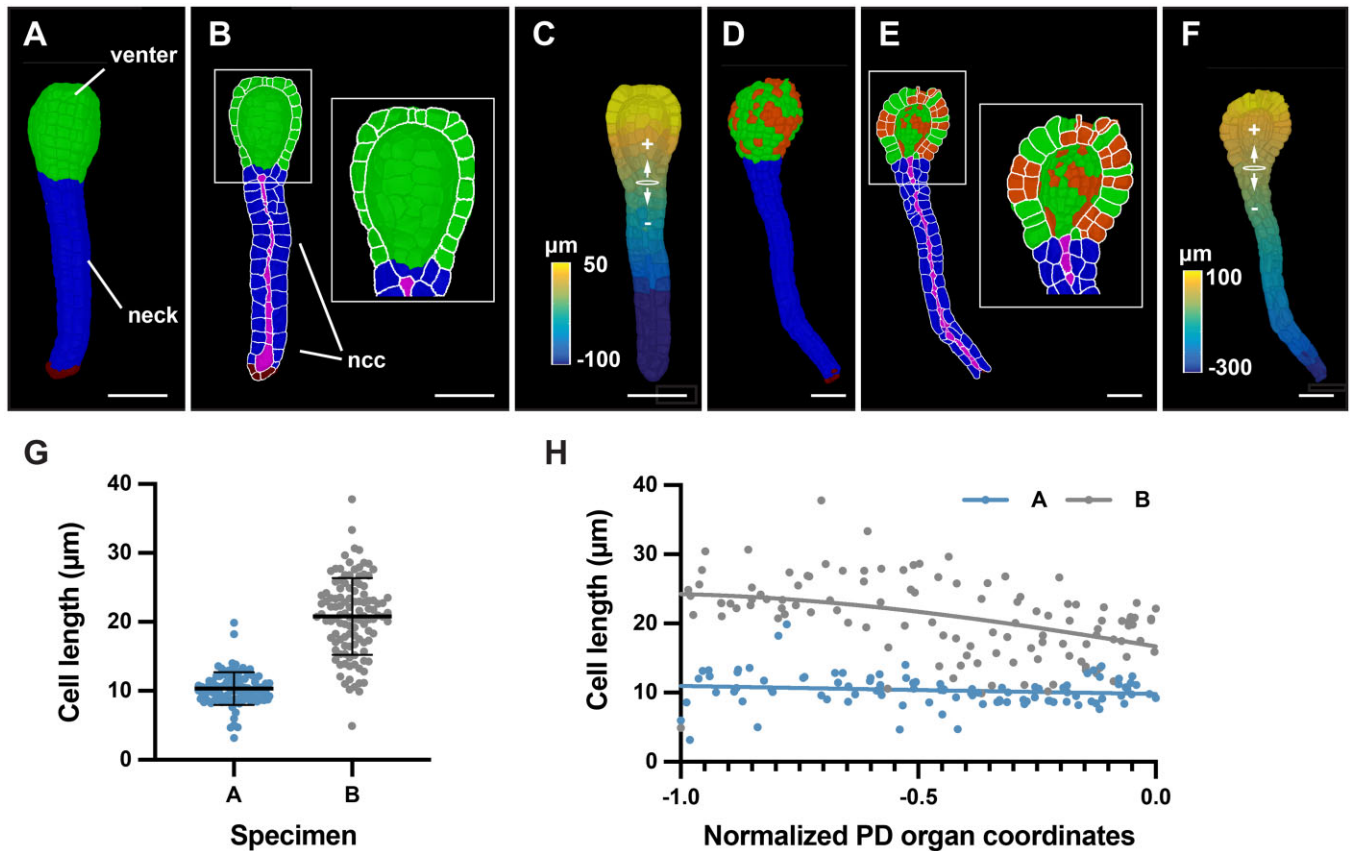 A
venter
neck
B
ncc
C
+
-
µm
50
-100
D
E
F
+
-
µm
100
-300
G
Cell length (µm)
40
30
20
10
0
A
B
Specimen
H
A
B
Cell length (µm)
40
30
20
10
0
-1.0
-0.5
0.0
Normalized PD organ coordinates